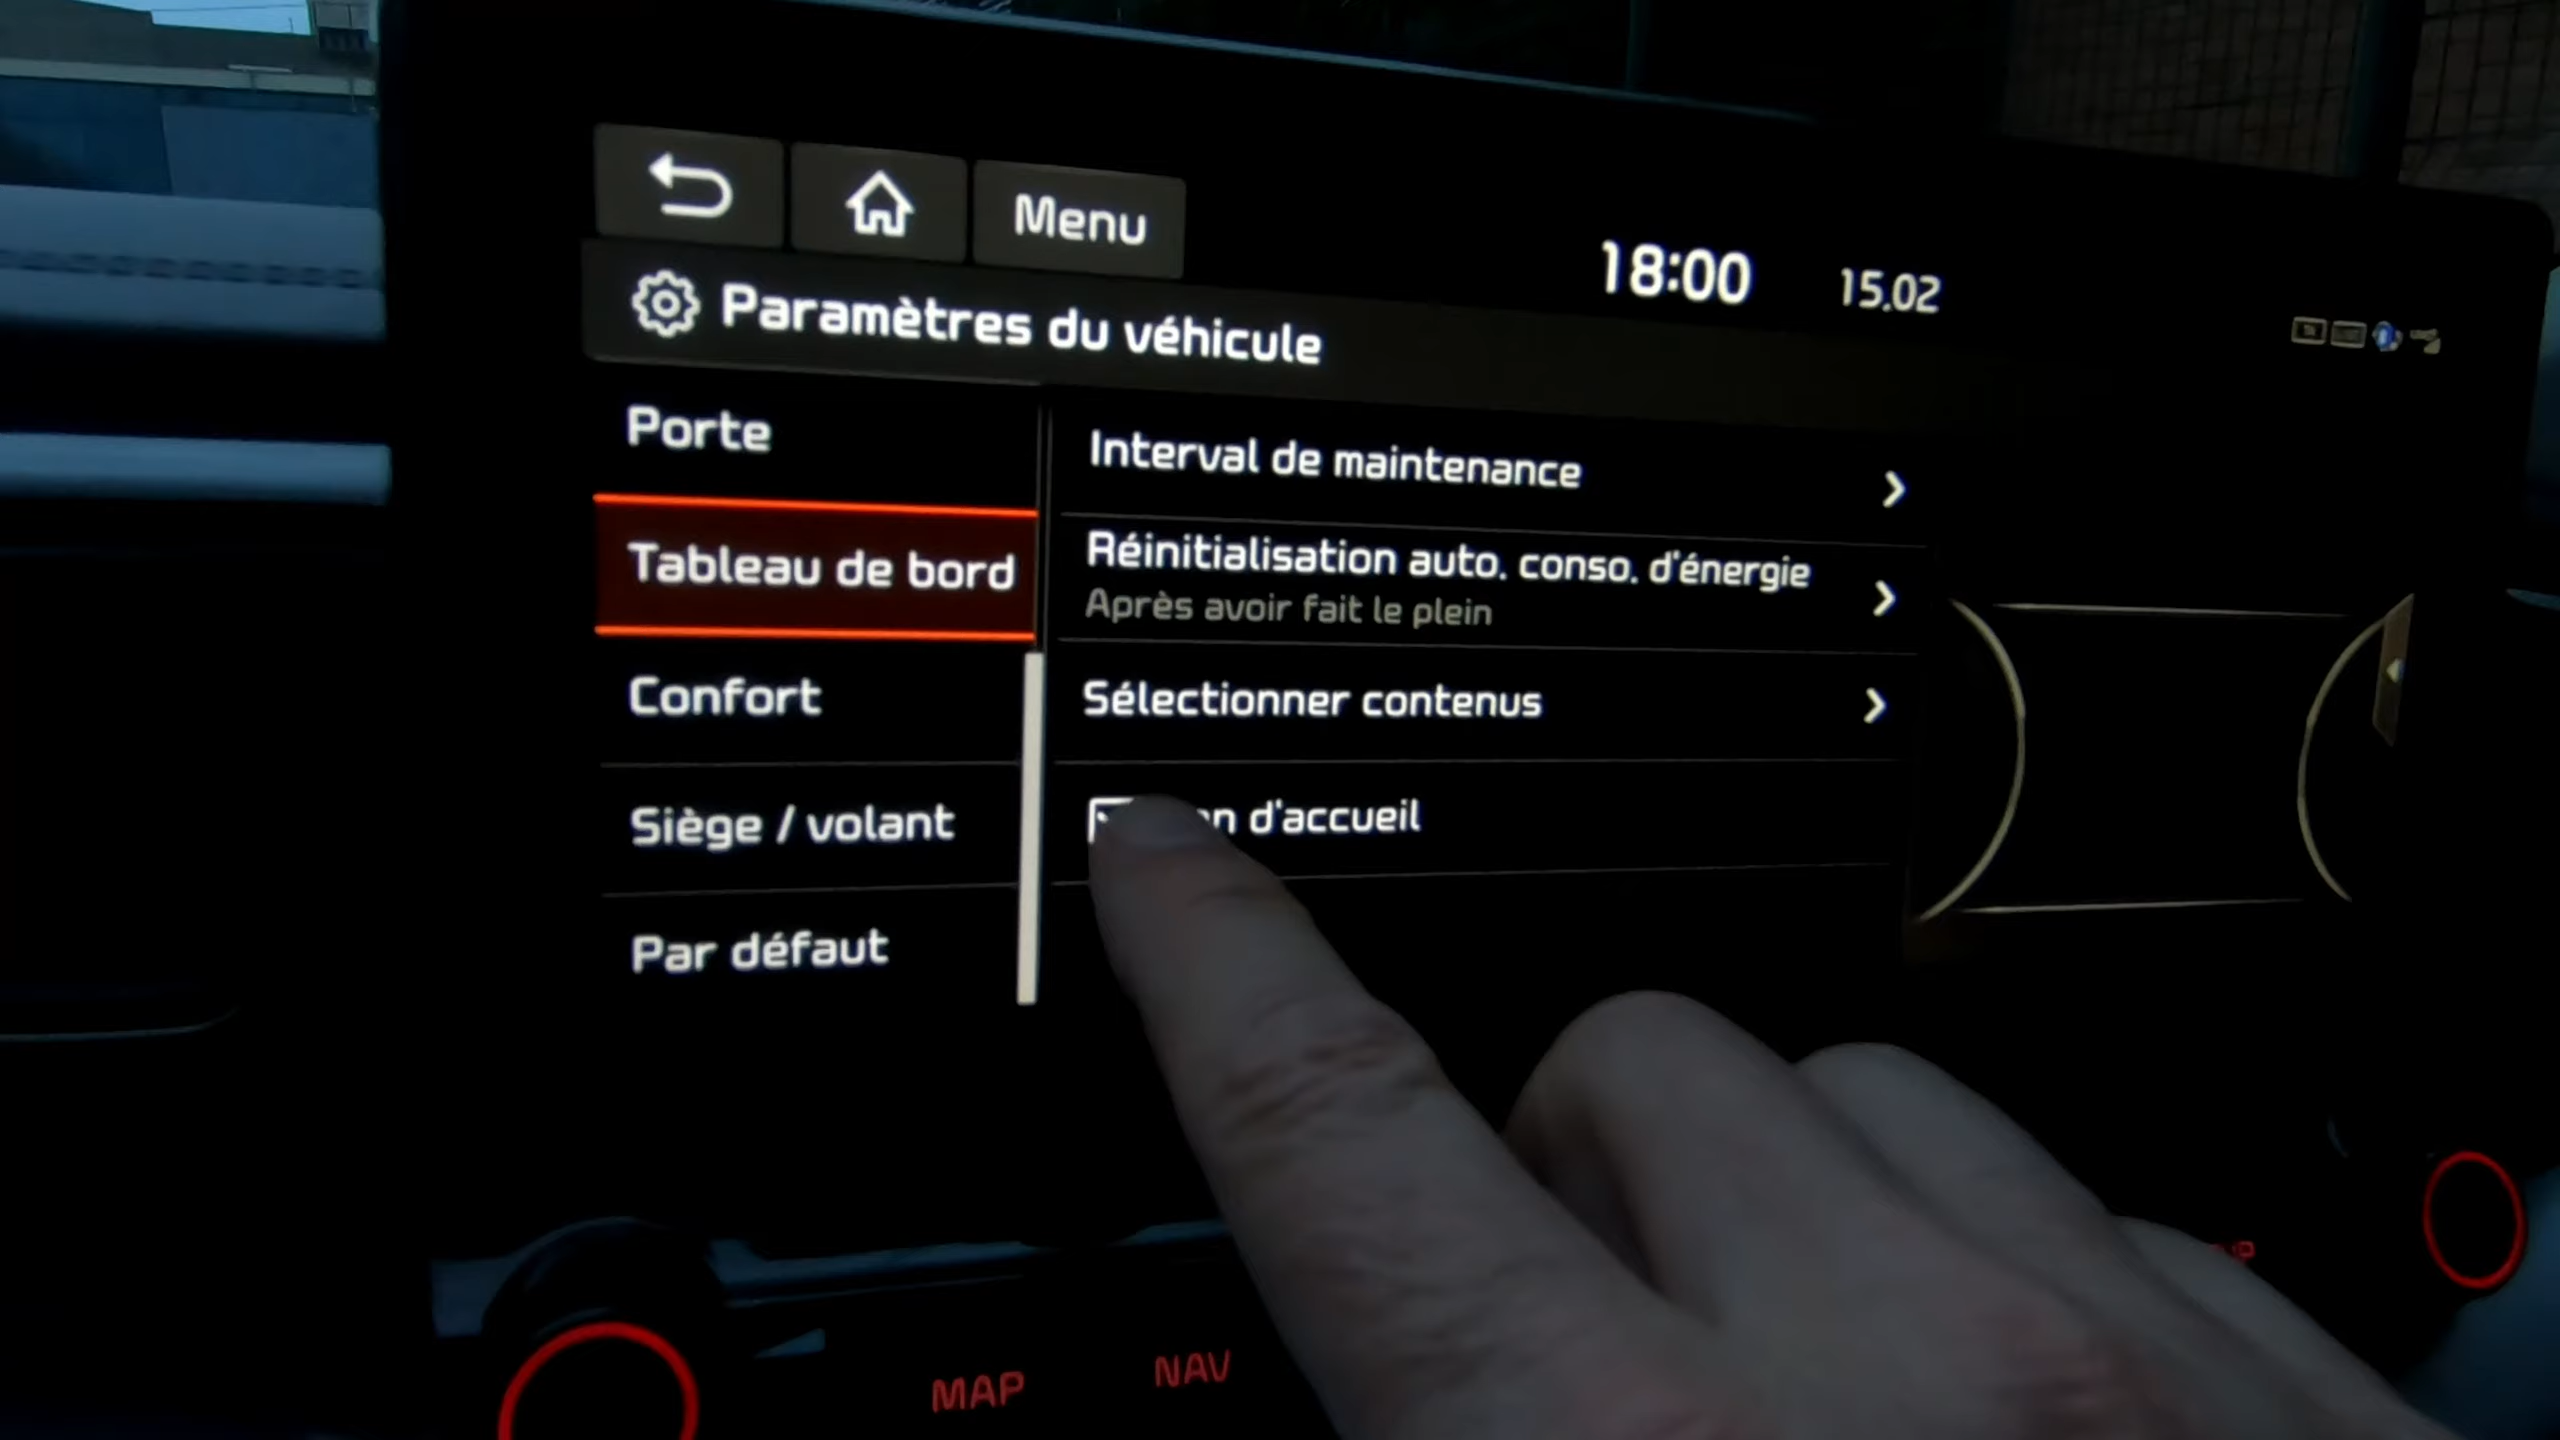 Menu
18:00
15.02
Paramètres du véhicule
Porte
Tableau de bord
Confort
Siège / volant
Par défaut
Interval de maintenance
Réinitialisation auto. conso. d'énergie
Après avoir fait le plein
Sélectionner contenus
d'accueil
MAP
NAV